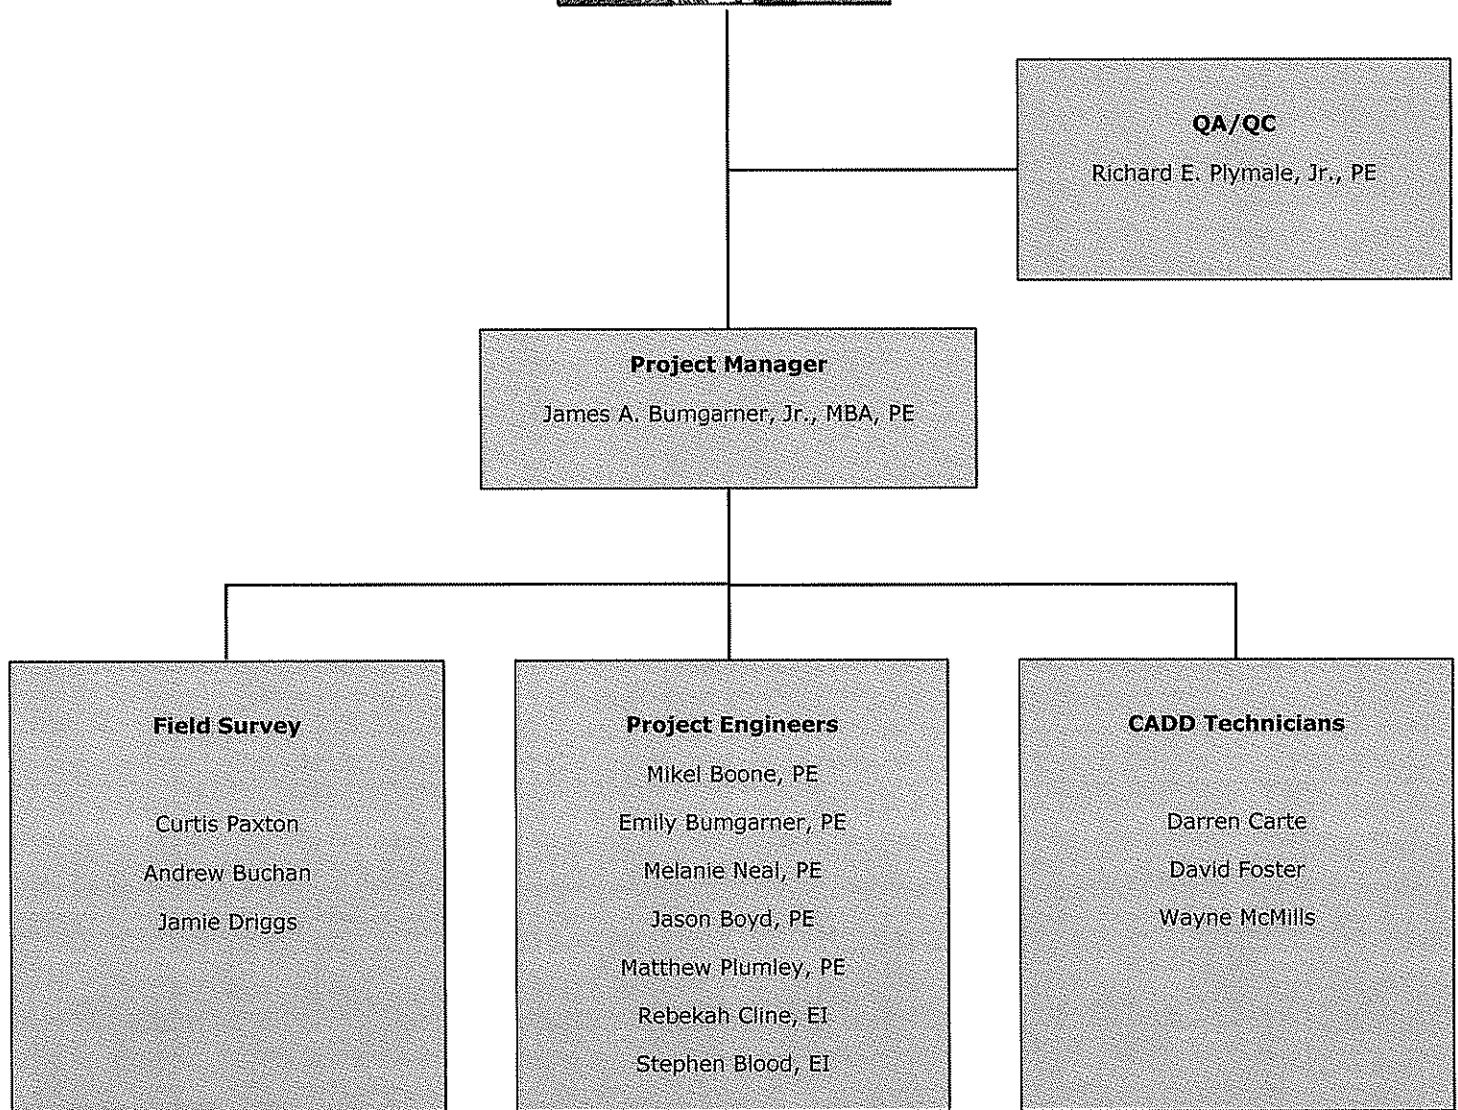 QA/QC
Richard E. Plymale, Jr., PE
Project Manager
James A. Bumgarner, Jr., MBA, PE
Field Survey
Curtis Paxton
Andrew Buchan
Jamie Driggs
Project Engineers
Mikel Boone, PE
Emily Bumgarner, PE
Melanie Neal, PE
Jason Boyd, PE
Matthew Plumley, PE
Rebekah Cline, EI
Stephen Blood, EI
CADD Technicians
Darren Carte
David Foster
Wayne McMills